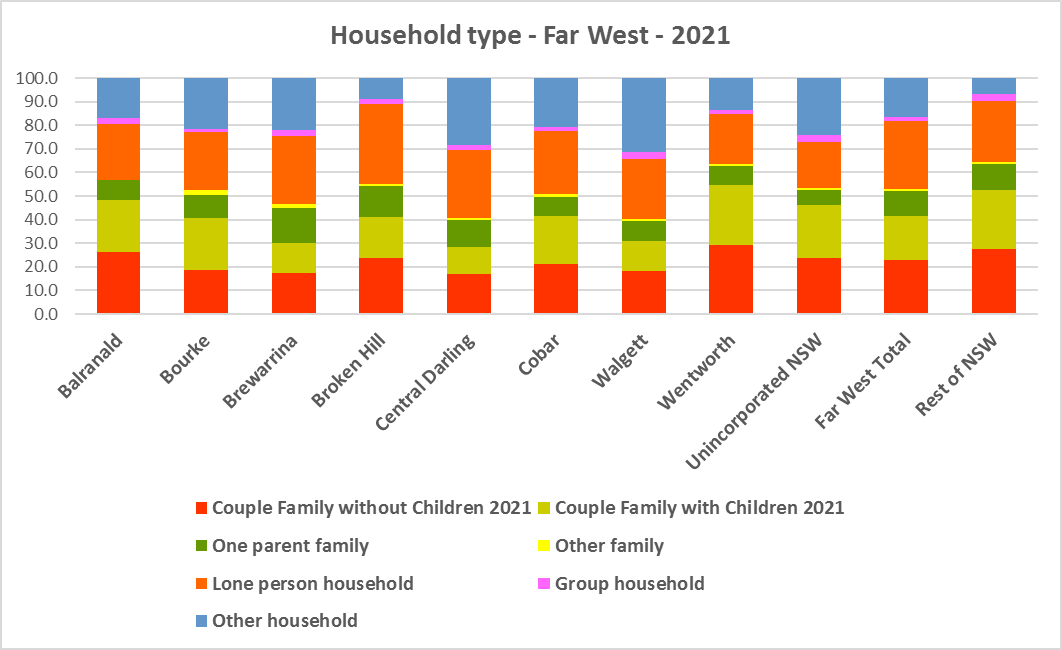 Household type - Far West - 2021
100.0
90.0
80.0
70.0
60.0
50.0
40.0
30.0
20.0
10.0
0.0
Balranald
Bourke
Brewarrina
Broken Hill
Central Darling
Cobar
Walgett
Wentworth
Unincorporated NSW
Far West Total
Rest of NSW
Couple Family without Children 2021
Couple Family with Children 2021
One parent family
Other family
Lone person household
Group household
Other household